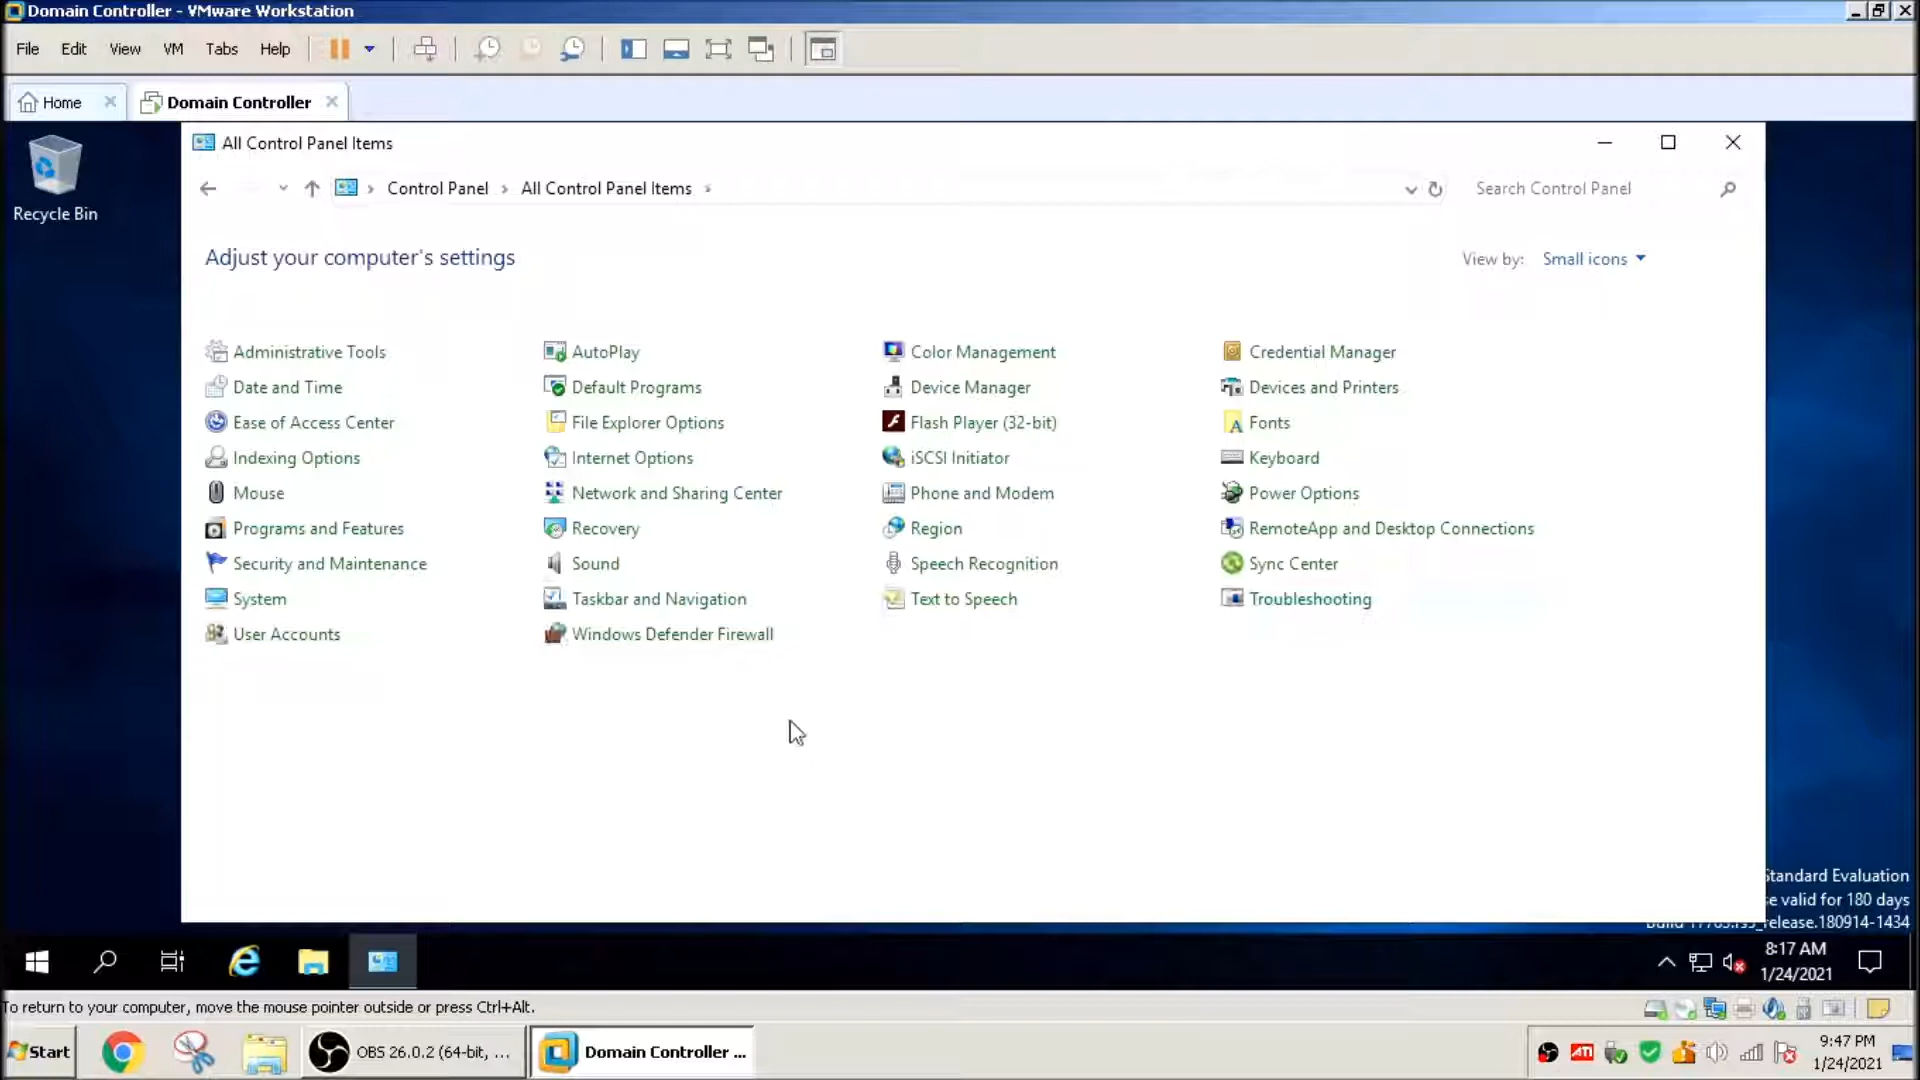 Domain Controller - VMware Workstation
File Edit View VM Tabs Help
Home Domain Controller
Recycle Bin
All Control Panel Items
Control Panel All Control Panel Items
Search Control Panel
Adjust your computer's settings
View by: Small icons
Administrative Tools AutoPlay Color Management Credential Manager
Date and Time Default Programs Device Manager Devices and Printers
Ease of Access Center File Explorer Options Flash Player (32-bit) Fonts
Indexing Options Internet Options iSCSI Initiator Keyboard
Mouse Network and Sharing Center Phone and Modem Power Options
Programs and Features Recovery Region RemoteApp and Desktop Connections
Security and Maintenance Sound Speech Recognition Sync Center
System Taskbar and Navigation Text to Speech Troubleshooting
User Accounts Windows Defender Firewall
Standard Evaluation
valid for 180 days
release.180914-1434
8:17 AM
1/24/2021
To return to your computer, move the mouse pointer outside or press Ctrl+Alt.
Start OBS 26.0.2 (64-bit, ... Domain Controller ...
ATI
9:47 PM
1/24/2021